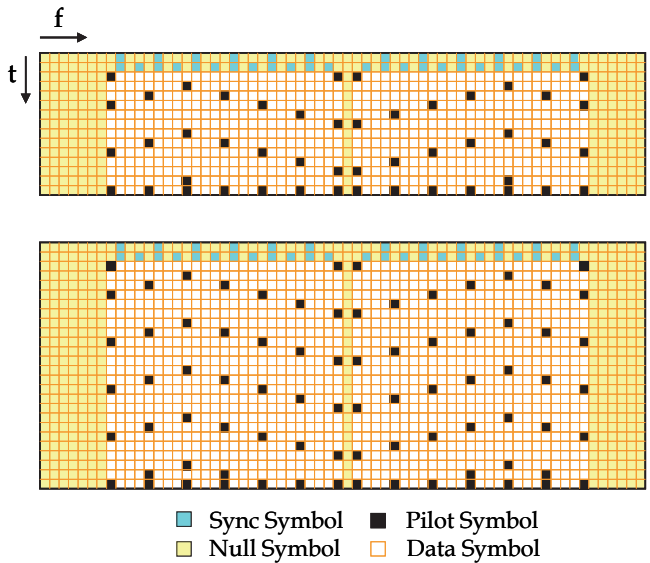 f
t
Sync Symbol
Pilot Symbol
Null Symbol
Data Symbol